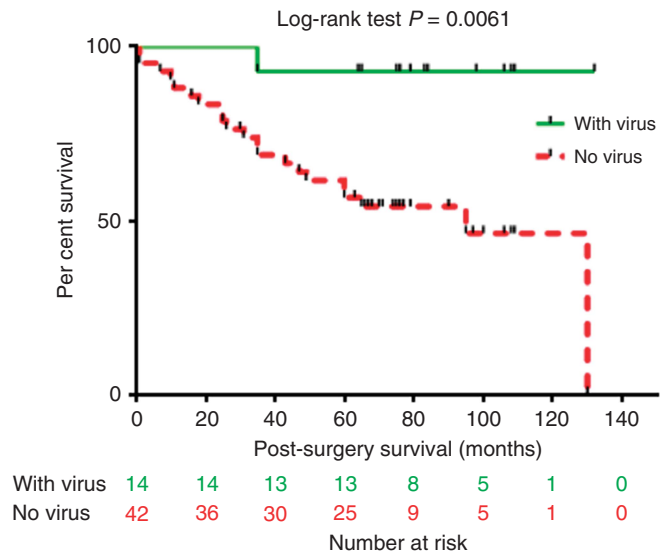 Log-rank test P = 0.0061
100
50
0
Per cent survival
With virus
No virus
0 20 40 60 80 100 120 140
Post-surgery survival (months)
With virus 14 14 13 13 8 5 1 0
No virus 42 36 30 25 9 5 1 0
Number at risk